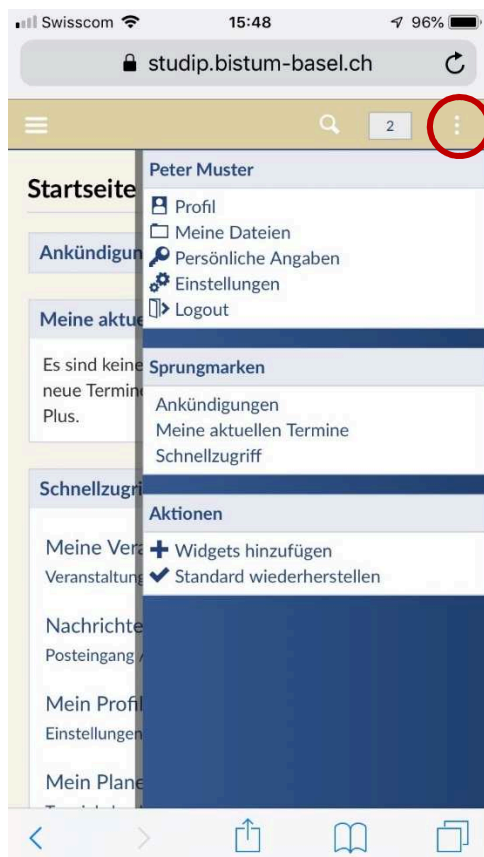 Swisscom 15:48 96%
studip.bistum-basel.ch
2
Startseite
Ankündigun
Meine aktue
Es sind keine
neue Termin
Plus.
Schnellzugri
Meine Vera
Veranstaltung
Nachrichte
Posteingang
Mein Profil
Einstellungen
Mein Plane
Peter Muster
Profil
Meine Dateien
Persönliche Angaben
Einstellungen
Logout
Sprungmarken
Ankündigungen
Meine aktuellen Termine
Schnellzugriff
Aktionen
Widgets hinzufügen
Standard wiederherstellen